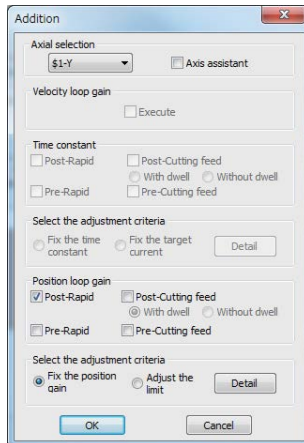 Addition
Axial selection
$1-Y
Axis assistant
Velocity loop gain
Execute
Time constant
Post-Rapid
Post-Cutting feed
With dwell
Without dwell
Pre-Rapid
Pre-Cutting feed
Select the adjustment criteria
Fix the time
constant
Fix the target
current
Detail
Position loop gain
Post-Rapid
Post-Cutting feed
With dwell
Without dwell
Pre-Rapid
Pre-Cutting feed
Select the adjustment criteria
Fix the position
gain
Adjust the
limit
Detail
OK
Cancel